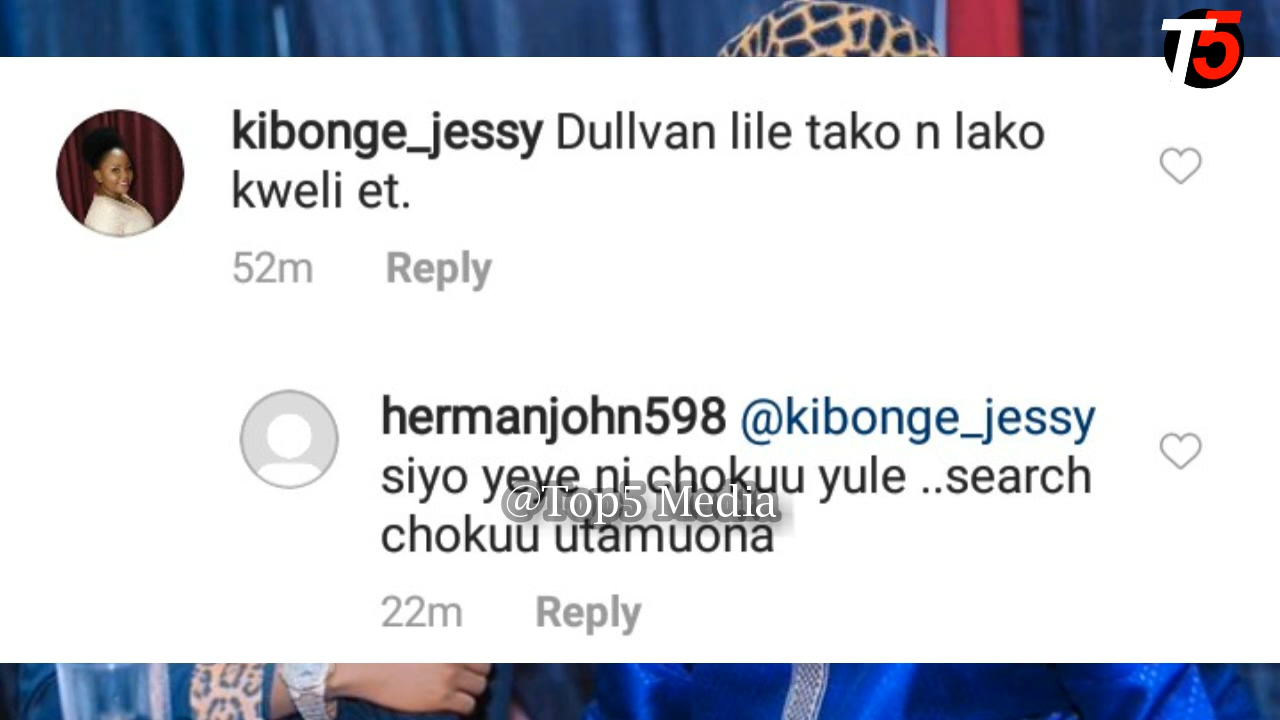 T5
kibonge_jessy Dullvan lile tako n lako
kweli et.
52m Reply
hermanjohn598 @kibonge_jessy
siyo yeye ni chokuu yule ..search
@Top5 Media
chokuu utamuona
22m Reply